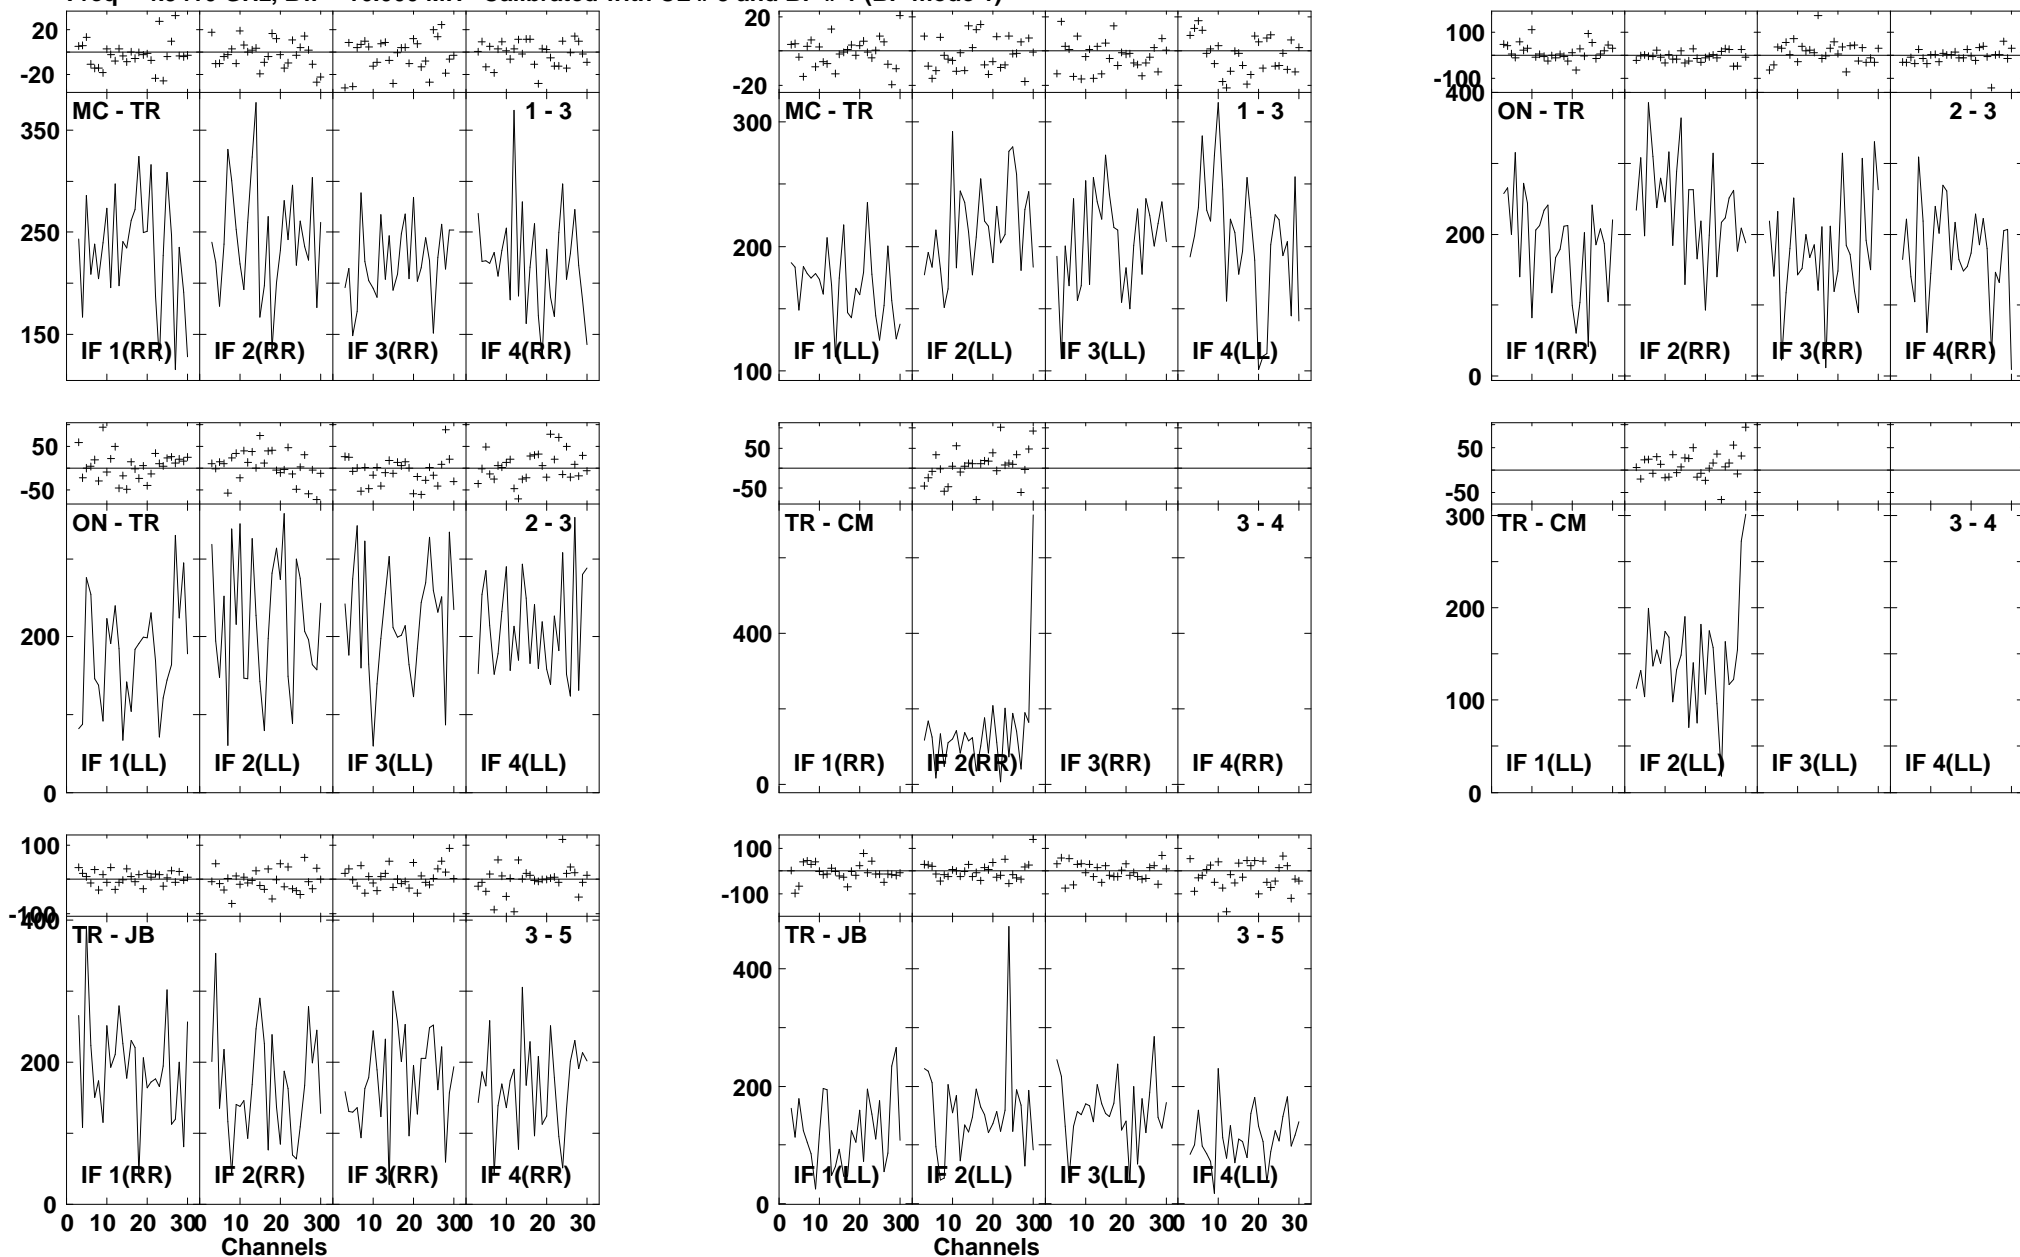 20
-20
MC - TR
1 - 3
350
250
150
IF 1(RR) IF 2(RR) IF 3(RR) IF 4(RR)
20
-20
MC - TR
1 - 3
300
200
100
IF 1(LL) IF 2(LL) IF 3(LL) IF 4(LL)
100
-100
400
ON - TR
2 - 3
200
0
IF 1(RR) IF 2(RR) IF 3(RR) IF 4(RR)
50
-50
ON - TR
2 - 3
200
0
IF 1(LL) IF 2(LL) IF 3(LL) IF 4(LL)
50
-50
TR - CM
3 - 4
400
0
IF 1(RR) IF 2(RR) IF 3(RR) IF 4(RR)
50
-50
300
TR - CM
3 - 4
200
100
0
IF 1(LL) IF 2(LL) IF 3(LL) IF 4(LL)
100
-100
400
TR - JB
3 - 5
200
0
IF 1(RR) IF 2(RR) IF 3(RR) IF 4(RR)
0 10 20 30 0 10 20 30 0 10 20 30 0 10 20 30
Channels
100
-100
TR - JB
3 - 5
400
200
0
IF 1(LL) IF 2(LL) IF 3(LL) IF 4(LL)
0 10 20 30 0 10 20 30 0 10 20 30 0 10 20 30
Channels